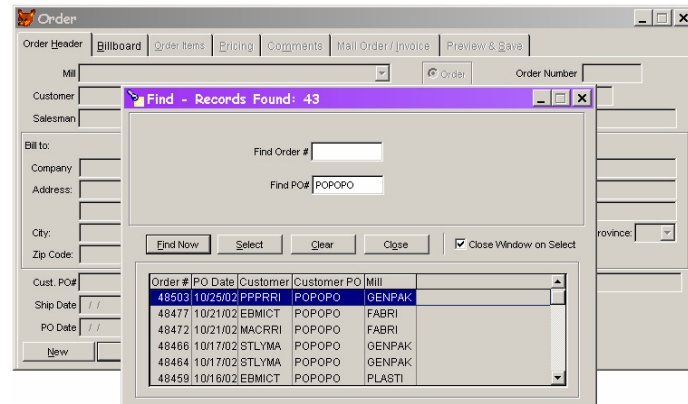 Order
Order Header Billboard Order Items Pricing Comments Mail Order / Invoice Preview & Save
Mill Order Order Number
Customer
Find - Records Found: 43
Salesman
Bill to:
Find Order #
Company
Find PO# POPOPO
Address:
City:
rovince:
Find Now Select Clear Close Close Window on Select
Zip Code:
Cust. PO#
Order # PO Date Customer Customer PO Mill
48503 10/25/02 PPPRRI POPOPO GENPAK
Ship Date / /
48477 10/21/02 EBMICT POPOPO FABRI
PO Date / /
48472 10/21/02 MACRRI POPOPO FABRI
New
48466 10/17/02 STLYMA POPOPO GENPAK
48464 10/17/02 STLYMA POPOPO GENPAK
48459 10/16/02 EBMICT POPOPO PLASTI